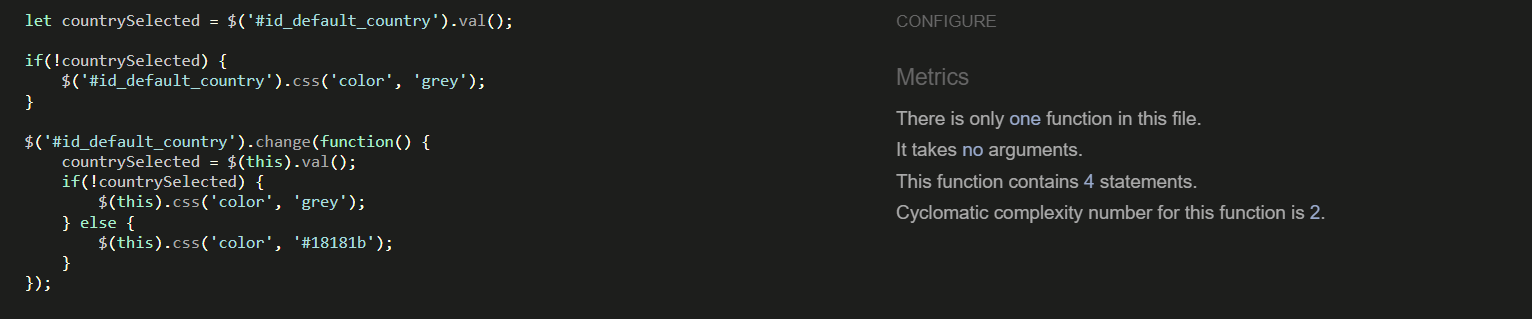 let countrySelected = $('#id_default_country').val();
if(!countrySelected) {
    $('#id_default_country').css('color', 'grey');
}
$('#id_default_country').change(function() {
    countrySelected = $(this).val();
    if(!countrySelected) {
        $(this).css('color', 'grey');
    } else {
        $(this).css('color', '#18181b');
    }
});
CONFIGURE
Metrics
There is only one function in this file.
It takes no arguments.
This function contains 4 statements.
Cyclomatic complexity number for this function is 2.